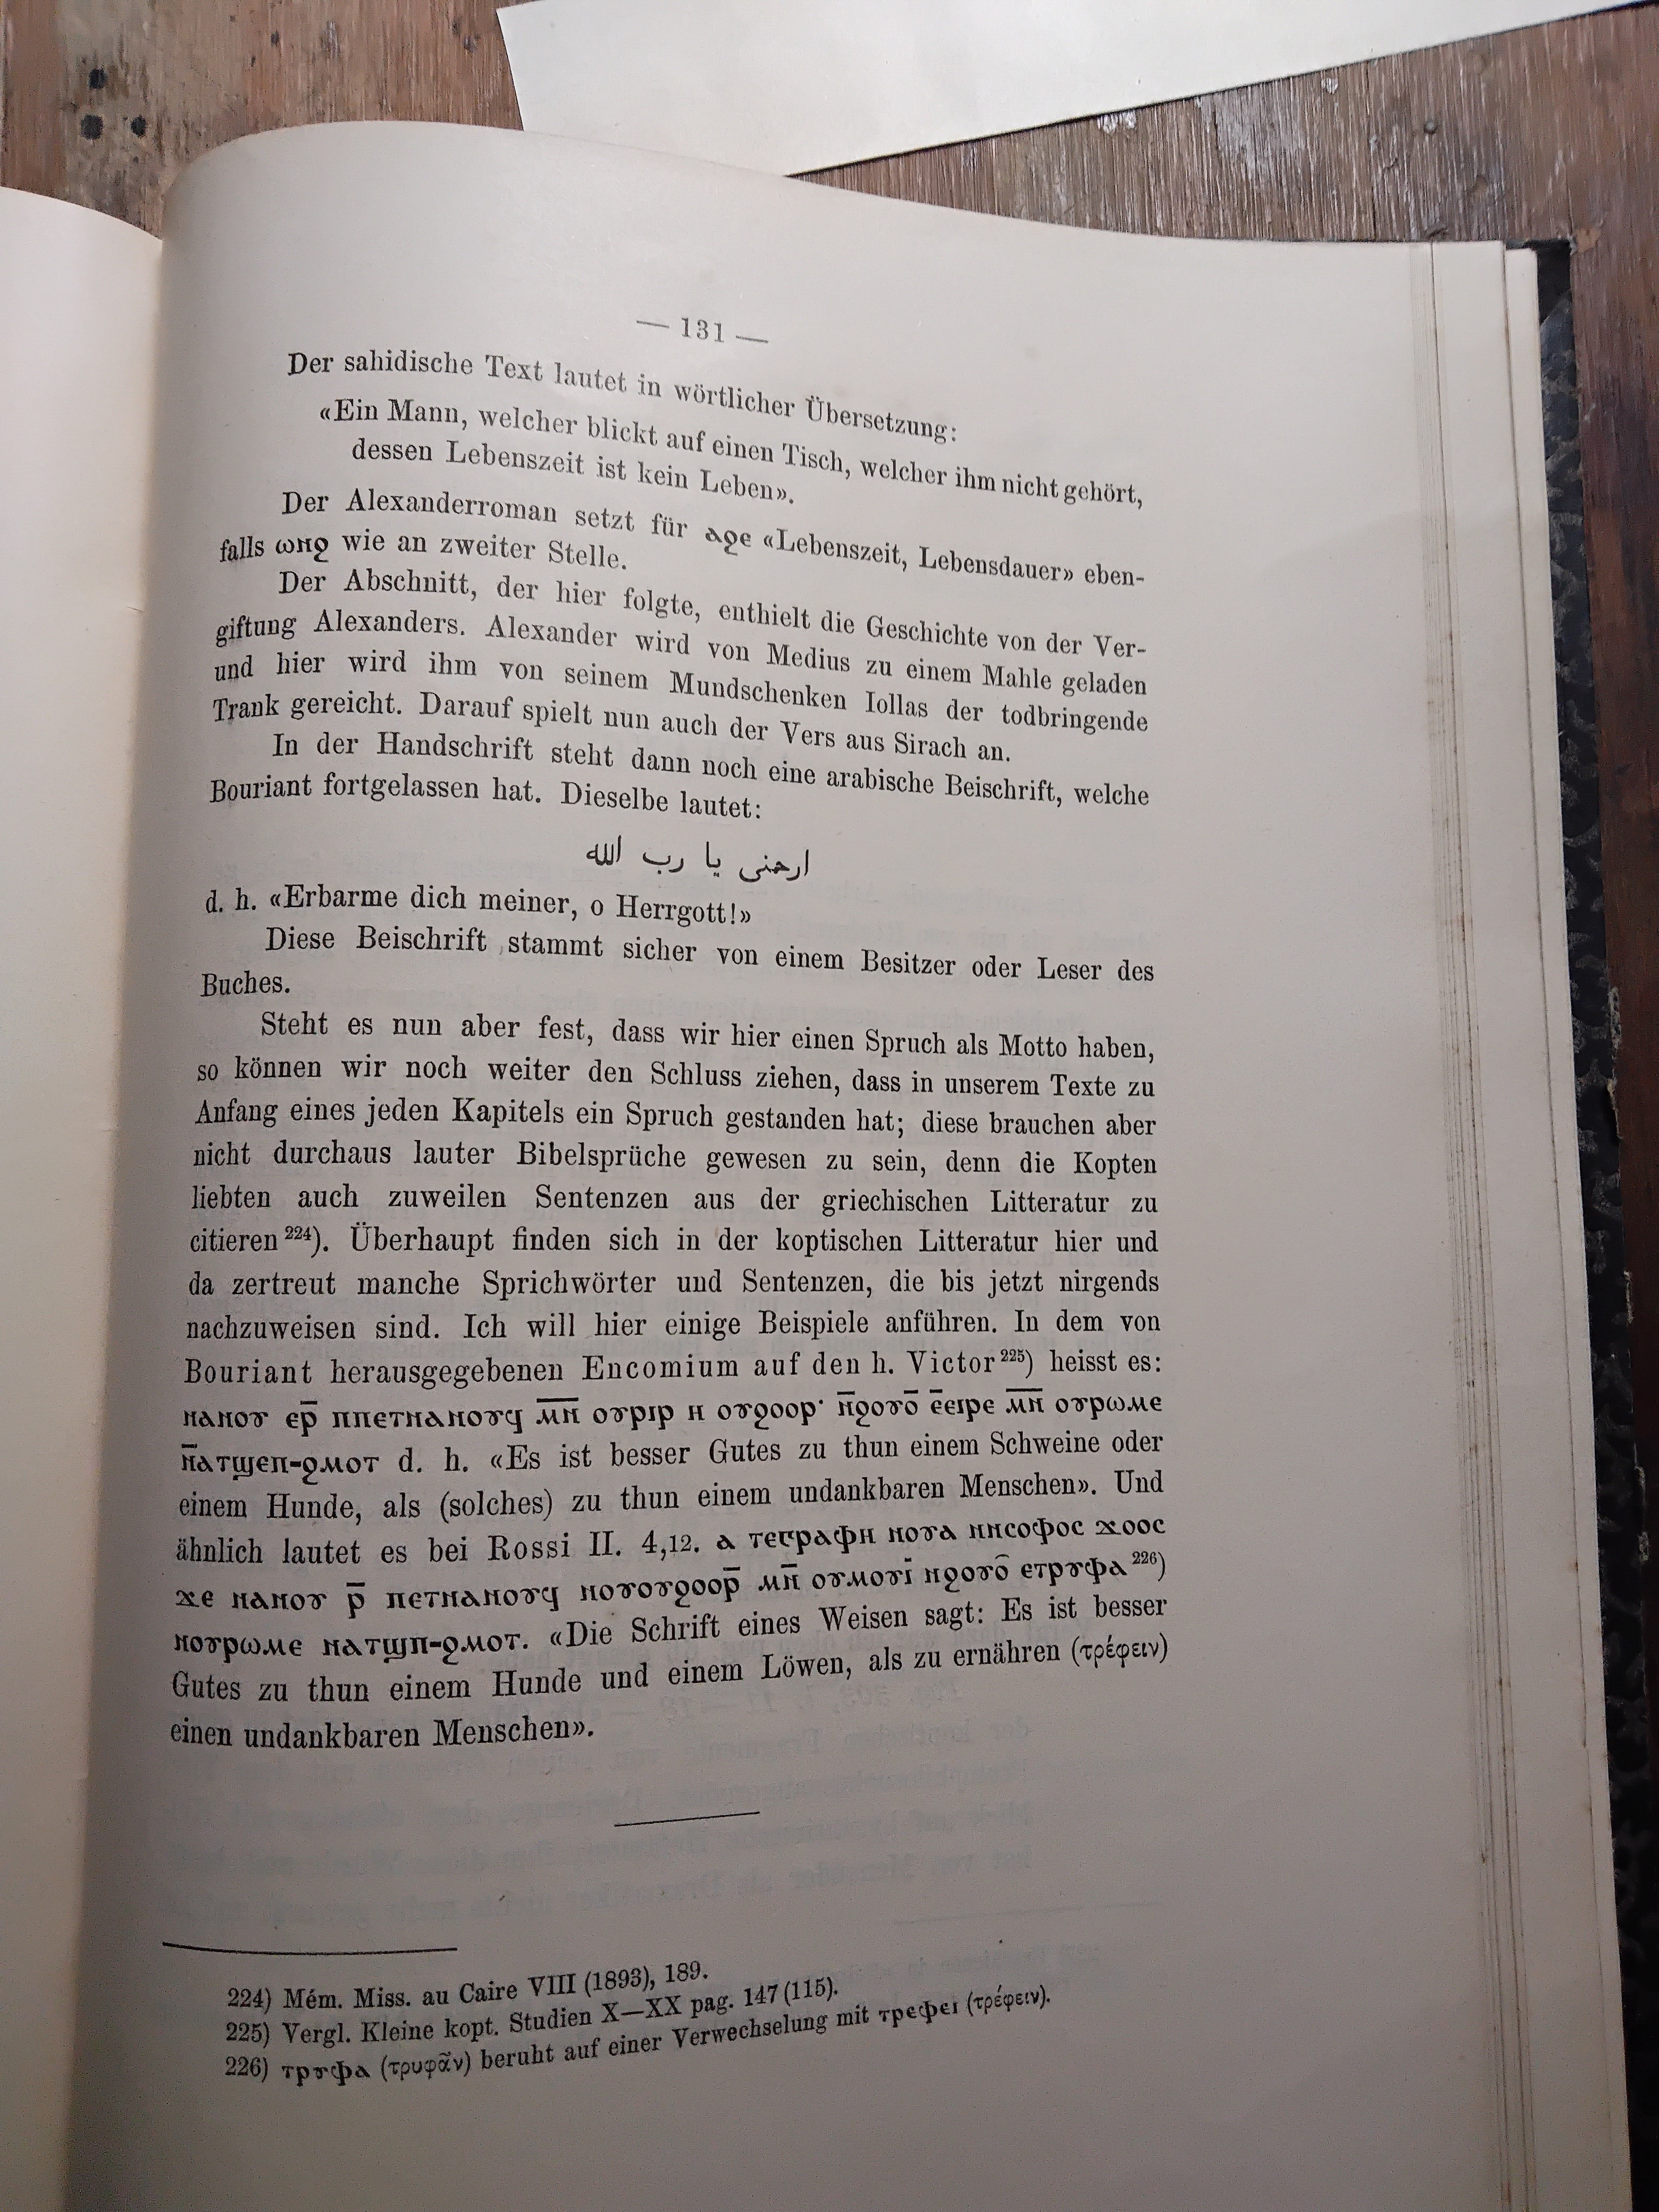 — 131 —
Der sahidische Text lautet in wörtlicher Übersetzung:
«Ein Mann, welcher blickt auf einen Tisch, welcher ihm nicht gehört,
dessen Lebenszeit ist kein Leben».
Der Alexanderroman setzt für ⲁϩⲉ «Lebenszeit, Lebensdauer» eben-
falls ⲱⲛϩ wie an zweiter Stelle.
Der Abschnitt, der hier folgte, enthielt die Geschichte von der Ver-
giftung Alexanders. Alexander wird von Medius zu einem Mahle geladen
und hier wird ihm von seinem Mundschenken Iollas der todbringende
Trank gereicht. Darauf spielt nun auch der Vers aus Sirach an.
In der Handschrift steht dann noch eine arabische Beischrift, welche
Bouriant fortgelassen hat. Dieselbe lautet:
ارحنى يا رب الله
d. h. «Erbarme dich meiner, o Herrgott!»
Diese Beischrift stammt sicher von einem Besitzer oder Leser des
Buches.
Steht es nun aber fest, dass wir hier einen Spruch als Motto haben,
so können wir noch weiter den Schluss ziehen, dass in unserem Texte zu
Anfang eines jeden Kapitels ein Spruch gestanden hat; diese brauchen aber
nicht durchaus lauter Bibelsprüche gewesen zu sein, denn die Kopten
liebten auch zuweilen Sentenzen aus der griechischen Litteratur zu
citieren ²²⁴). Überhaupt finden sich in der koptischen Litteratur hier und
da zertreut manche Sprichwörter und Sentenzen, die bis jetzt nirgends
nachzuweisen sind. Ich will hier einige Beispiele anführen. In dem von
Bouriant herausgegebenen Encomium auf den h. Victor ²²⁵) heisst es:
ⲛⲁⲛⲟⲩ ⲉⲣ̅ ⲡⲡⲉⲧⲛⲁⲛⲟⲩϥ ⲙ̅ⲛ̅ ⲟⲩⲣⲓⲣ ⲏ ⲟⲩϩⲟⲟⲣ· ⲛ̅ϩⲟⲩⲟ̅ ⲉ̅ⲉⲓⲣⲉ ⲙ̅ⲛ̅ ⲟⲩⲣⲱⲙⲉ
ⲛ̅ⲁⲧϣⲉⲡ-ϩⲙⲟⲧ d. h. «Es ist besser Gutes zu thun einem Schweine oder
einem Hunde, als (solches) zu thun einem undankbaren Menschen». Und
ähnlich lautet es bei Rossi II. 4,12. ⲁ ⲧⲉⲅⲣⲁⲫⲏ ⲛⲟⲩⲁ ⲛⲛⲥⲟⲫⲟⲥ ϫⲟⲟⲥ
ϫⲉ ⲛⲁⲛⲟⲩ ⲣ̅ ⲡⲉⲧⲛⲁⲛⲟⲩϥ ⲛⲟⲩⲟⲩϩⲟⲟⲣ̅ ⲙⲛ̅ ⲟⲩⲙⲟⲩⲓ̅ ⲛϩⲟⲩⲟ̅ ⲉⲧⲣⲩⲫⲁ ²²⁶)
ⲛⲟⲩⲣⲱⲙⲉ ⲛⲁⲧϣⲡ-ϩⲙⲟⲧ. «Die Schrift eines Weisen sagt: Es ist besser
Gutes zu thun einem Hunde und einem Löwen, als zu ernähren (τρέφειν)
einen undankbaren Menschen».
224) Mém. Miss. au Caire VIII (1893), 189.
225) Vergl. Kleine kopt. Studien X—XX pag. 147 (115).
226) ⲧⲣⲩⲫⲁ (τρυφᾶν) beruht auf einer Verwechselung mit ⲧⲣⲉⲫⲉⲓ (τρέφειν).